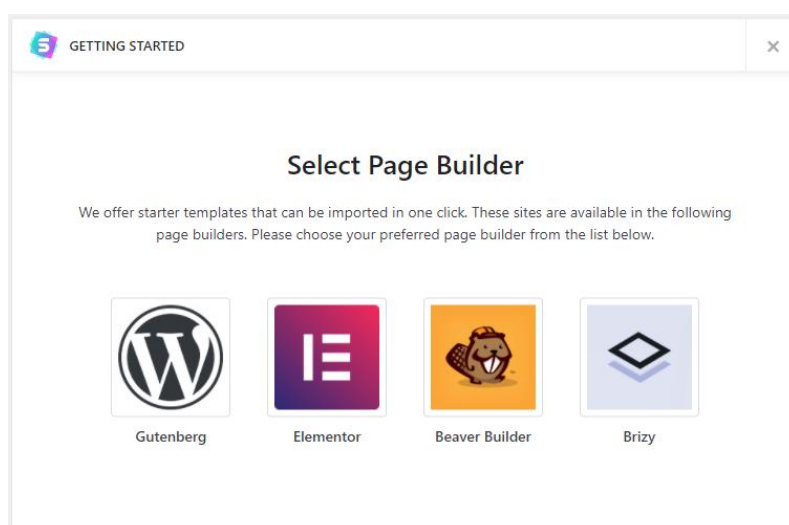 GETTING STARTED
Select Page Builder
We offer starter templates that can be imported in one click. These sites are available in the following
page builders. Please choose your preferred page builder from the list below.
Gutenberg
Elementor
Beaver Builder
Brizy